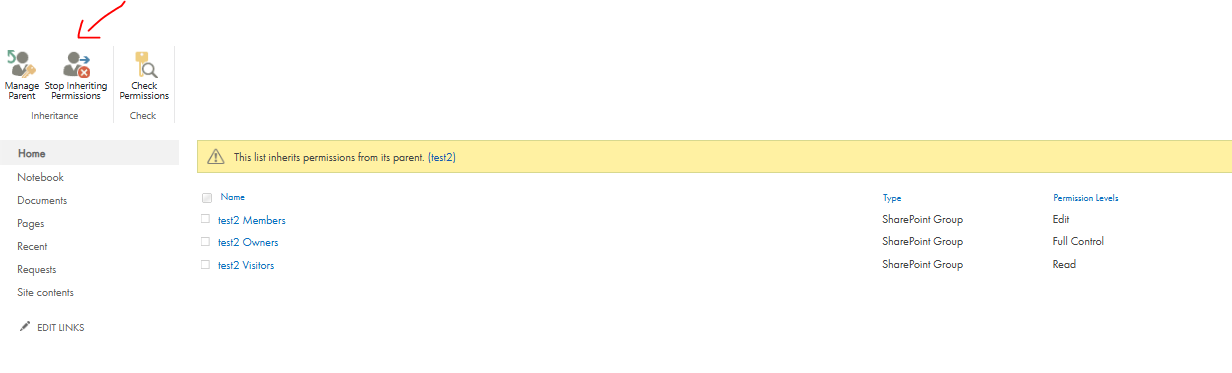 Manage Parent
Stop Inheriting Permissions
Check Permissions
Inheritance
Check
Home
Notebook
Documents
Pages
Recent
Requests
Site contents
EDIT LINKS
This list inherits permissions from its parent. (test2)
Name Type Permission Levels
test2 Members SharePoint Group Edit
test2 Owners SharePoint Group Full Control
test2 Visitors SharePoint Group Read